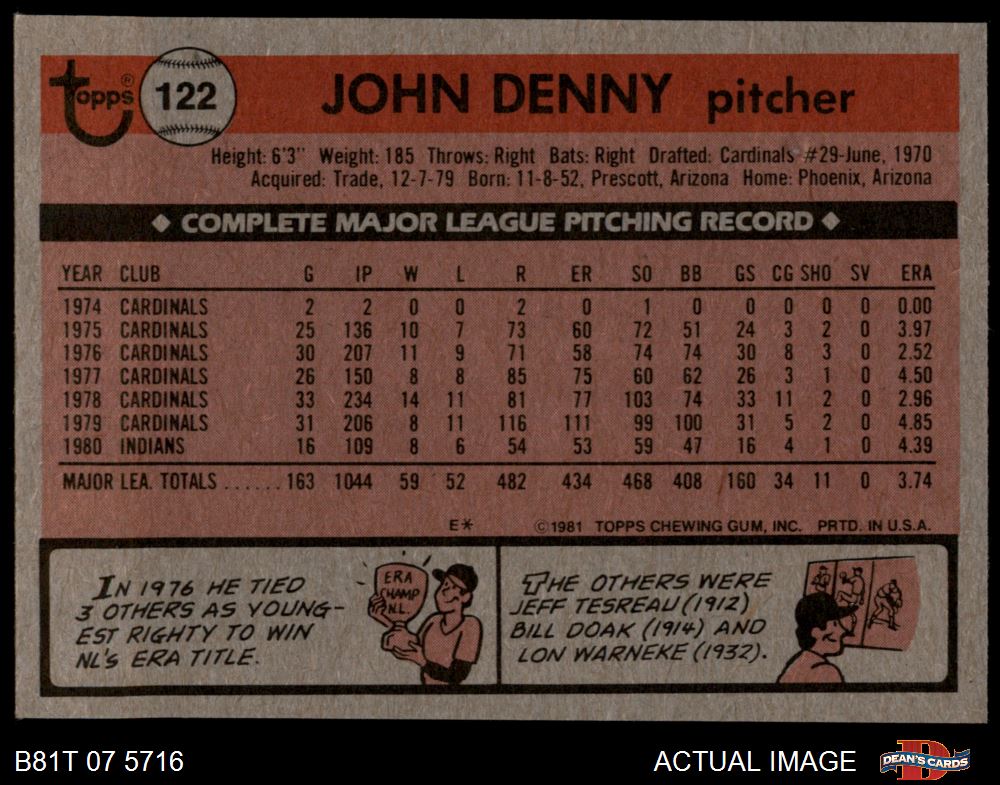 Topps® 122 JOHN DENNY pitcher
Height: 6'3" Weight: 185 Throws: Right Bats: Right Drafted: Cardinals #29-June, 1970
Acquired: Trade, 12-7-79 Born: 11-8-52, Prescott, Arizona Home: Phoenix, Arizona
◆ COMPLETE MAJOR LEAGUE PITCHING RECORD ◆
YEAR CLUB G IP W L R ER SO BB GS CG SHO SV ERA
1974 CARDINALS 2 2 0 0 2 0 1 0 0 0 0 0 0.00
1975 CARDINALS 25 136 10 7 73 60 72 51 24 3 2 0 3.97
1976 CARDINALS 30 207 11 9 71 58 74 74 30 8 3 0 2.52
1977 CARDINALS 26 150 8 8 85 75 60 62 26 3 1 0 4.50
1978 CARDINALS 33 234 14 11 81 77 103 74 33 11 2 0 2.96
1979 CARDINALS 31 206 8 11 116 111 99 100 31 5 2 0 4.85
1980 INDIANS 16 109 8 6 54 53 59 47 16 4 1 0 4.39
MAJOR LEA. TOTALS ...... 163 1044 59 52 482 434 468 408 160 34 11 0 3.74
E* ©1981 TOPPS CHEWING GUM, INC. PRTD. IN U.S.A.
IN 1976 HE TIED
3 OTHERS AS YOUNG-
EST RIGHTY TO WIN
NL'S ERA TITLE.
ERA
CHAMP
N.L.
THE OTHERS WERE
JEFF TESREAU (1912)
BILL DOAK (1914) AND
LON WARNEKE (1932).
B81T 07 5716 ACTUAL IMAGE DEAN'S CARDS